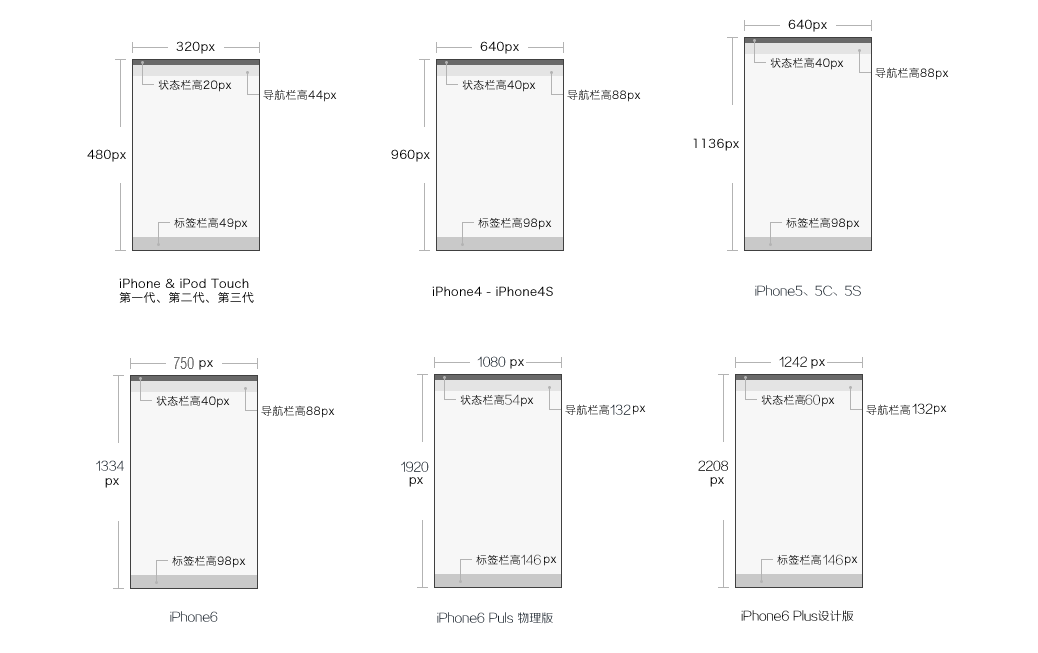 320px
状态栏高20px
导航栏高44px
480px
标签栏高49px
iPhone & iPod Touch
第一代、第二代、第三代
640px
状态栏高40px
导航栏高88px
960px
标签栏高98px
iPhone4 - iPhone4S
640px
状态栏高40px
导航栏高88px
1136px
标签栏高98px
iPhone5、5C、5S
750 px
状态栏高40px
导航栏高88px
1334
px
标签栏高98px
iPhone6
1080 px
状态栏高54px
导航栏高132px
1920
px
标签栏高146px
iPhone6 Puls 物理版
1242 px
状态栏高60px
导航栏高132px
2208
px
标签栏高146px
iPhone6 Plus设计版